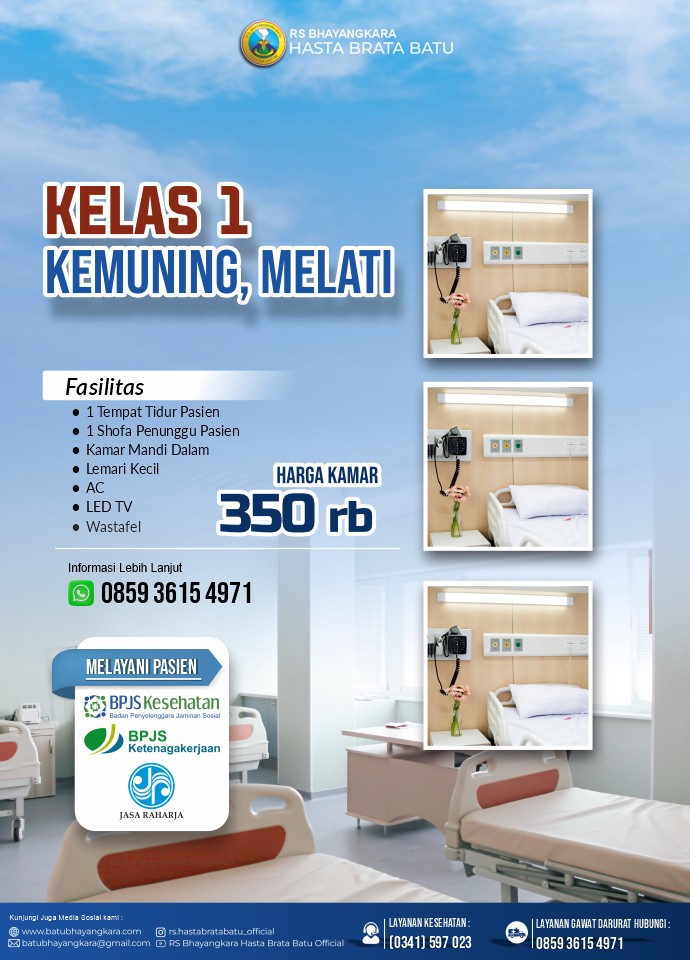 RS BHAYANGKARA
HASTA BRATA BATU
KELAS 1
KEMUNING, MELATI
Fasilitas
• 1 Tempat Tidur Pasien
• 1 Shofa Penunggu Pasien
• Kamar Mandi Dalam
• Lemari Kecil
• AC
• LED TV
• Wastafel
HARGA KAMAR
350 rb
Informasi Lebih Lanjut
0859 3615 4971
MELAYANI PASIEN
BPJS Kesehatan
Badan Penyelenggara Jaminan Sosial
BPJS
Ketenagakerjaan
JASA RAHARJA
Kunjungi Juga Media Sosial kami :
www.batubhayangkara.com
rs.hastabratabatu_official
batubhayangkara@gmail.com
RS Bhayangkara Hasta Brata Batu Official
LAYANAN KESEHATAN :
(0341) 597 023
LAYANAN GAWAT DARURAT HUBUNGI :
0859 3615 4971